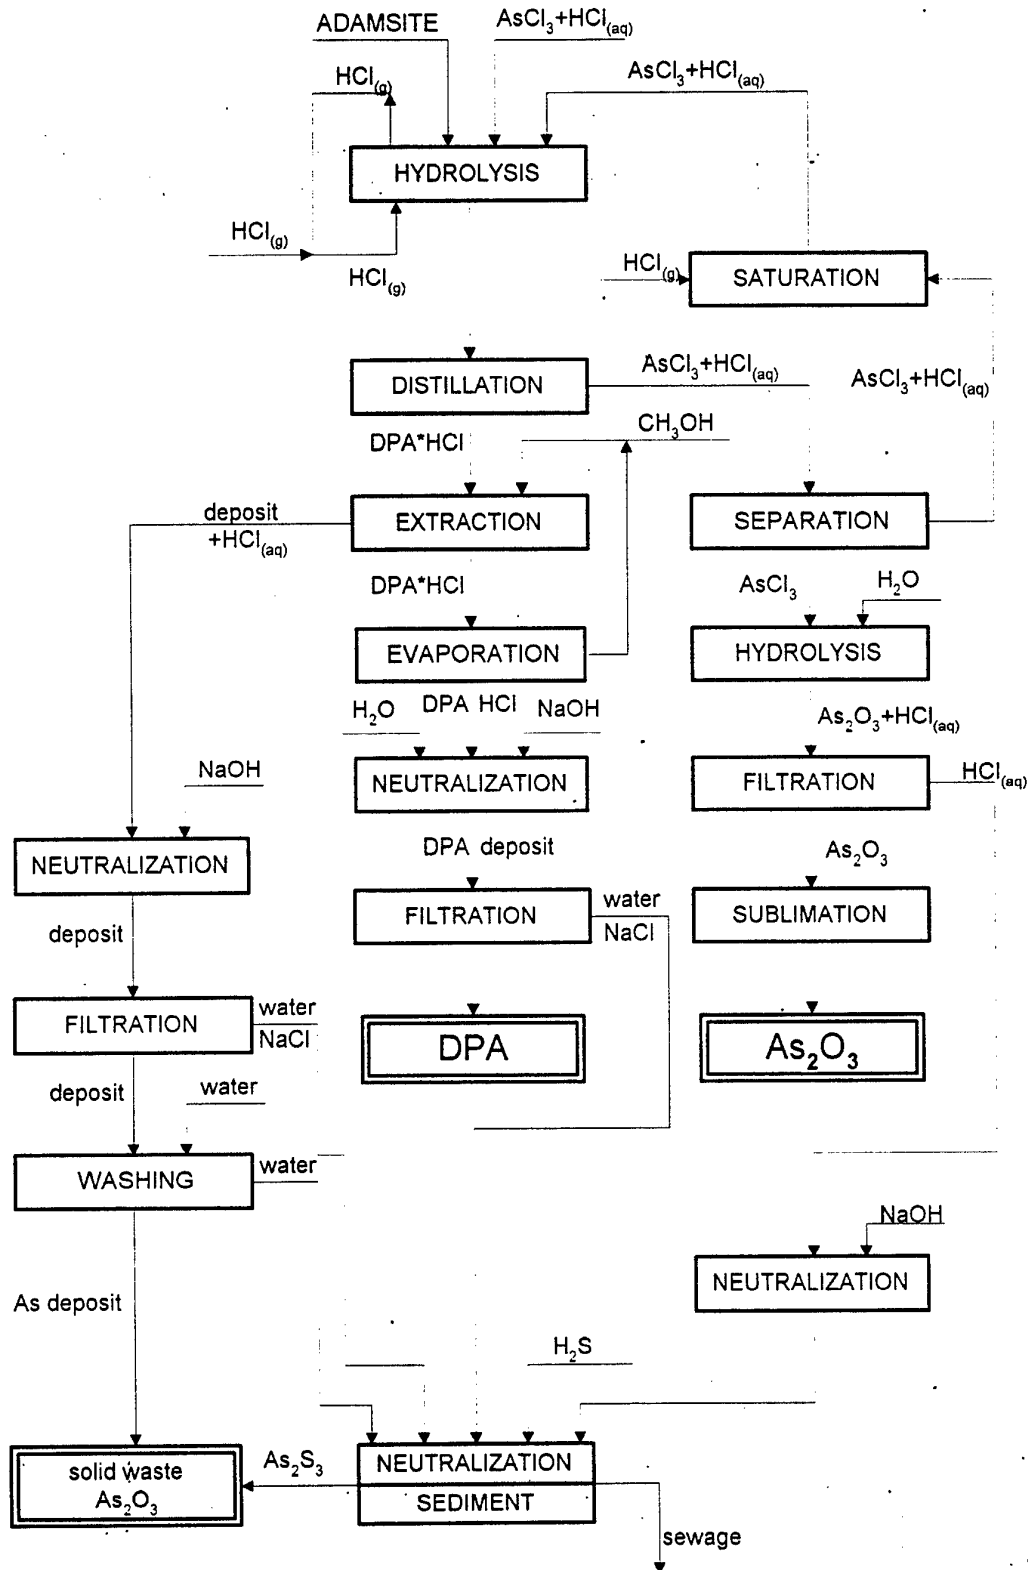 ADAMSITE
AsCl₃+HCl(aq)
HCl(g)
AsCl₃+HCl(aq)
HYDROLYSIS
HCl(g)
HCl(g)
HCl(g)
SATURATION
DISTILLATION
AsCl₃+HCl(aq)
AsCl₃+HCl(aq)
DPA*HCl
CH₃OH
deposit
+HCl(aq)
EXTRACTION
SEPARATION
DPA*HCl
AsCl₃
H₂O
EVAPORATION
HYDROLYSIS
H₂O
DPA HCl
NaOH
As₂O₃+HCl(aq)
NaOH
NEUTRALIZATION
FILTRATION
HCl(aq)
NEUTRALIZATION
DPA deposit
As₂O₃
deposit
FILTRATION
water
NaCl
SUBLIMATION
FILTRATION
water
NaCl
DPA
As₂O₃
deposit
water
WASHING
water
NaOH
NEUTRALIZATION
As deposit
H₂S
solid waste
As₂O₃
As₂S₃
NEUTRALIZATION
SEDIMENT
sewage